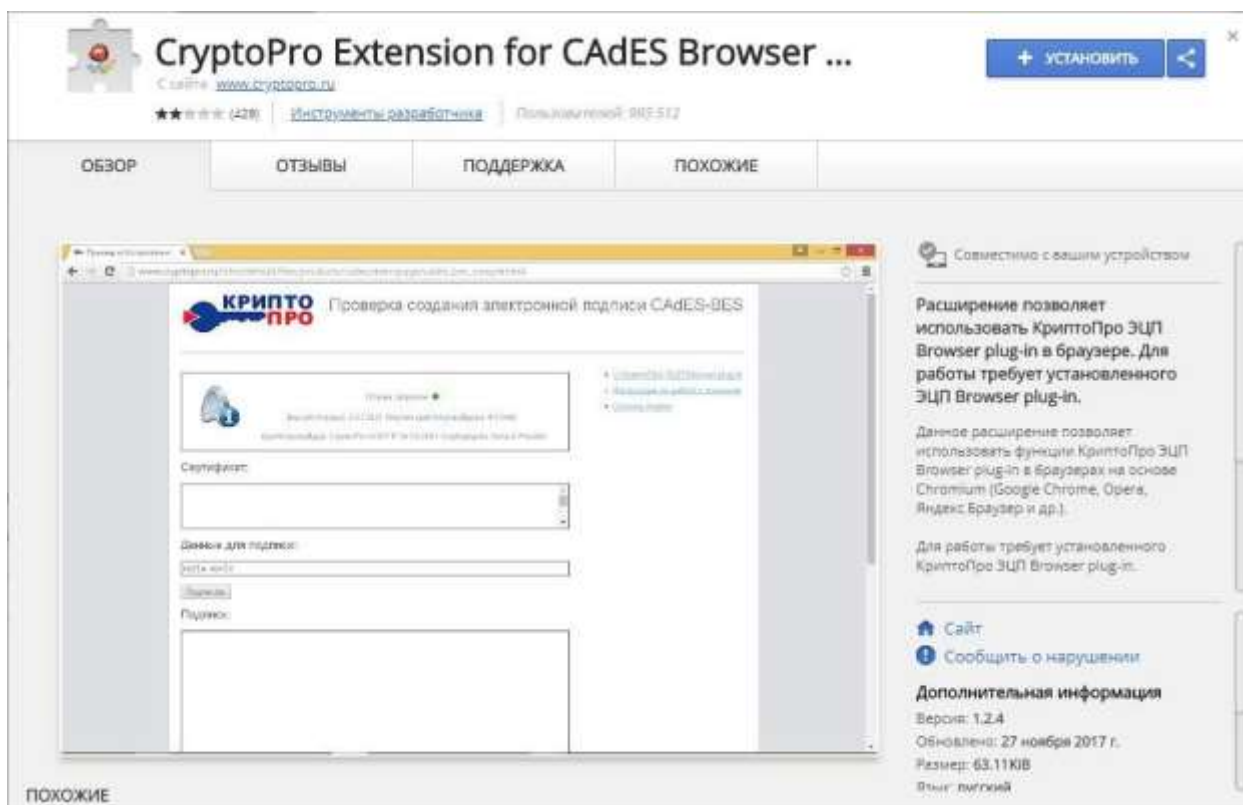 CryptoPro Extension for CAdES Browser ...
С сайта www.cryptopro.ru
+ УСТАНОВИТЬ
(429) Инструменты разработчика
ОБЗОР
ОТЗЫВЫ
ПОДДЕРЖКА
ПОХОЖИЕ
КРИПТО
ПРО
Проверка создания электронной подписи CAdES-BES
Сертификат:
Данные для подписи:
Подпись:
Совместимо с вашим устройством
Расширение позволяет
использовать КриптоПро ЭЦП
Browser plug-in в браузере. Для
работы требует установленного
ЭЦП Browser plug-in.
Данное расширение позволяет
использовать функции КриптоПро ЭЦП
Browser plug-in в браузерах на основе
Chromium (Google Chrome, Opera,
Яндекс Браузер и др.).
Для работы требует установленного
КриптоПро ЭЦП Browser plug-in.
Сайт
Сообщить о нарушении
Дополнительная информация
Версия: 1.2.4
Обновлено: 27 ноября 2017 г.
Размер: 63.11KiB
Язык: русский
ПОХОЖИЕ